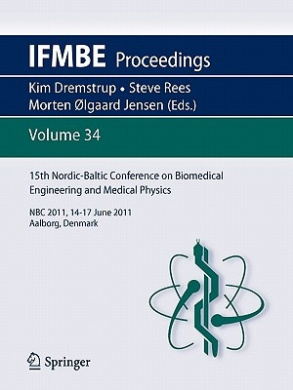 IFMBE Proceedings
Kim Dremstrup · Steve Rees
Morten Ølgaard Jensen (Eds.)
Volume 34
15th Nordic-Baltic Conference on Biomedical
Engineering and Medical Physics
NBC 2011, 14-17 June 2011
Aalborg, Denmark
Springer